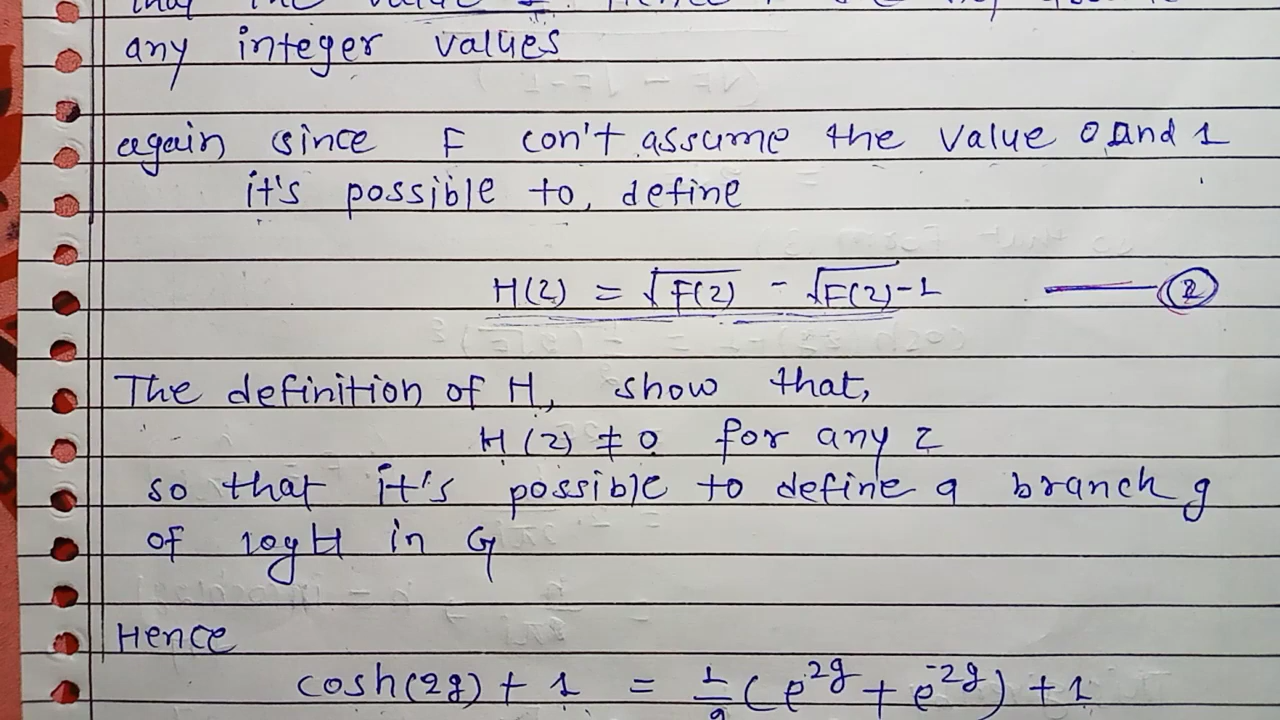 any integer values
again since F con't assume the value 0 and 1
it's possible to, define
H(z) = √F(z) - √F(z)-1 ②
The definition of H, show that,
H(z) ≠ 0 for any z
so that it's possible to define a branch g
of log H in G
Hence
cosh(2g) + 1 = 1/2 (e^2g + e^-2g) + 1